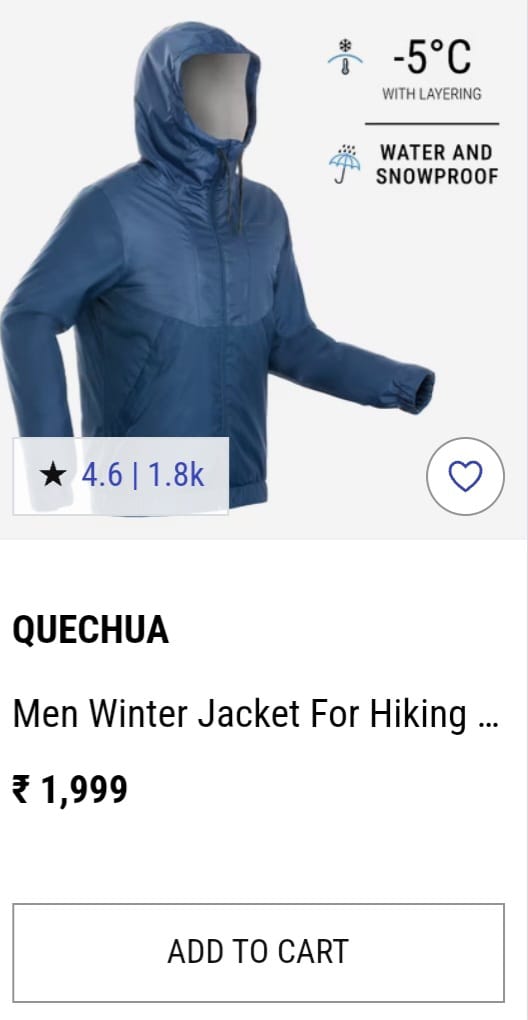 -5°C
WITH LAYERING
WATER AND
SNOWPROOF
★ 4.6 | 1.8k
QUECHUA
Men Winter Jacket For Hiking ...
₹ 1,999
ADD TO CART